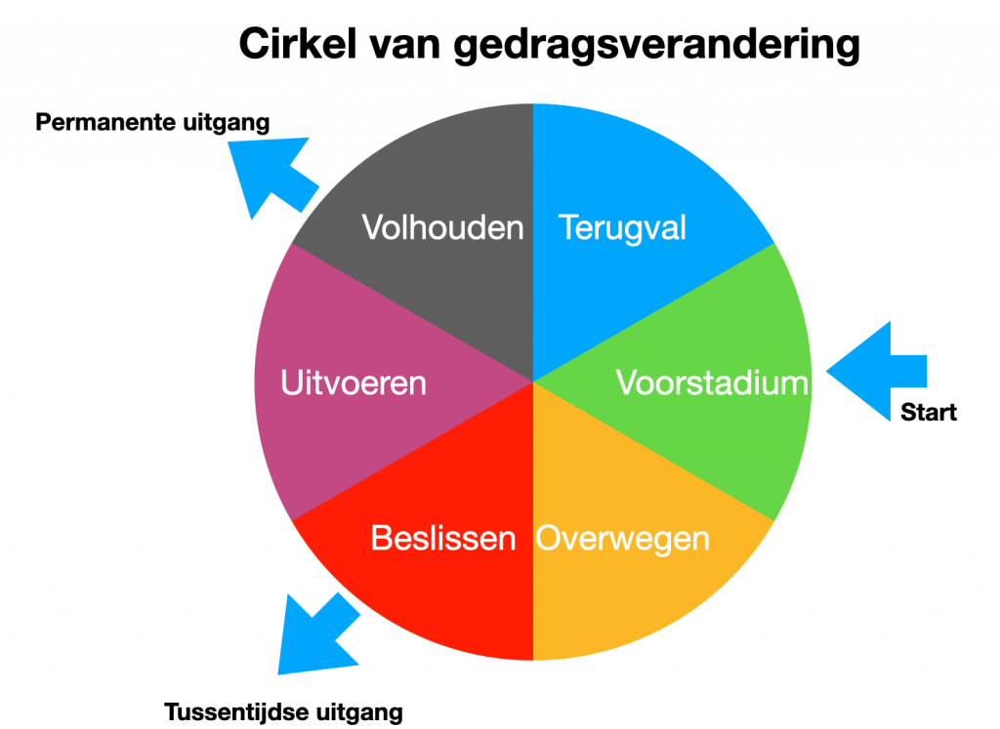 Cirkel van gedragsverandering
Permanente uitgang
Volhouden
Terugval
Uitvoeren
Voorstadium
Start
Beslissen
Overwegen
Tussentijdse uitgang